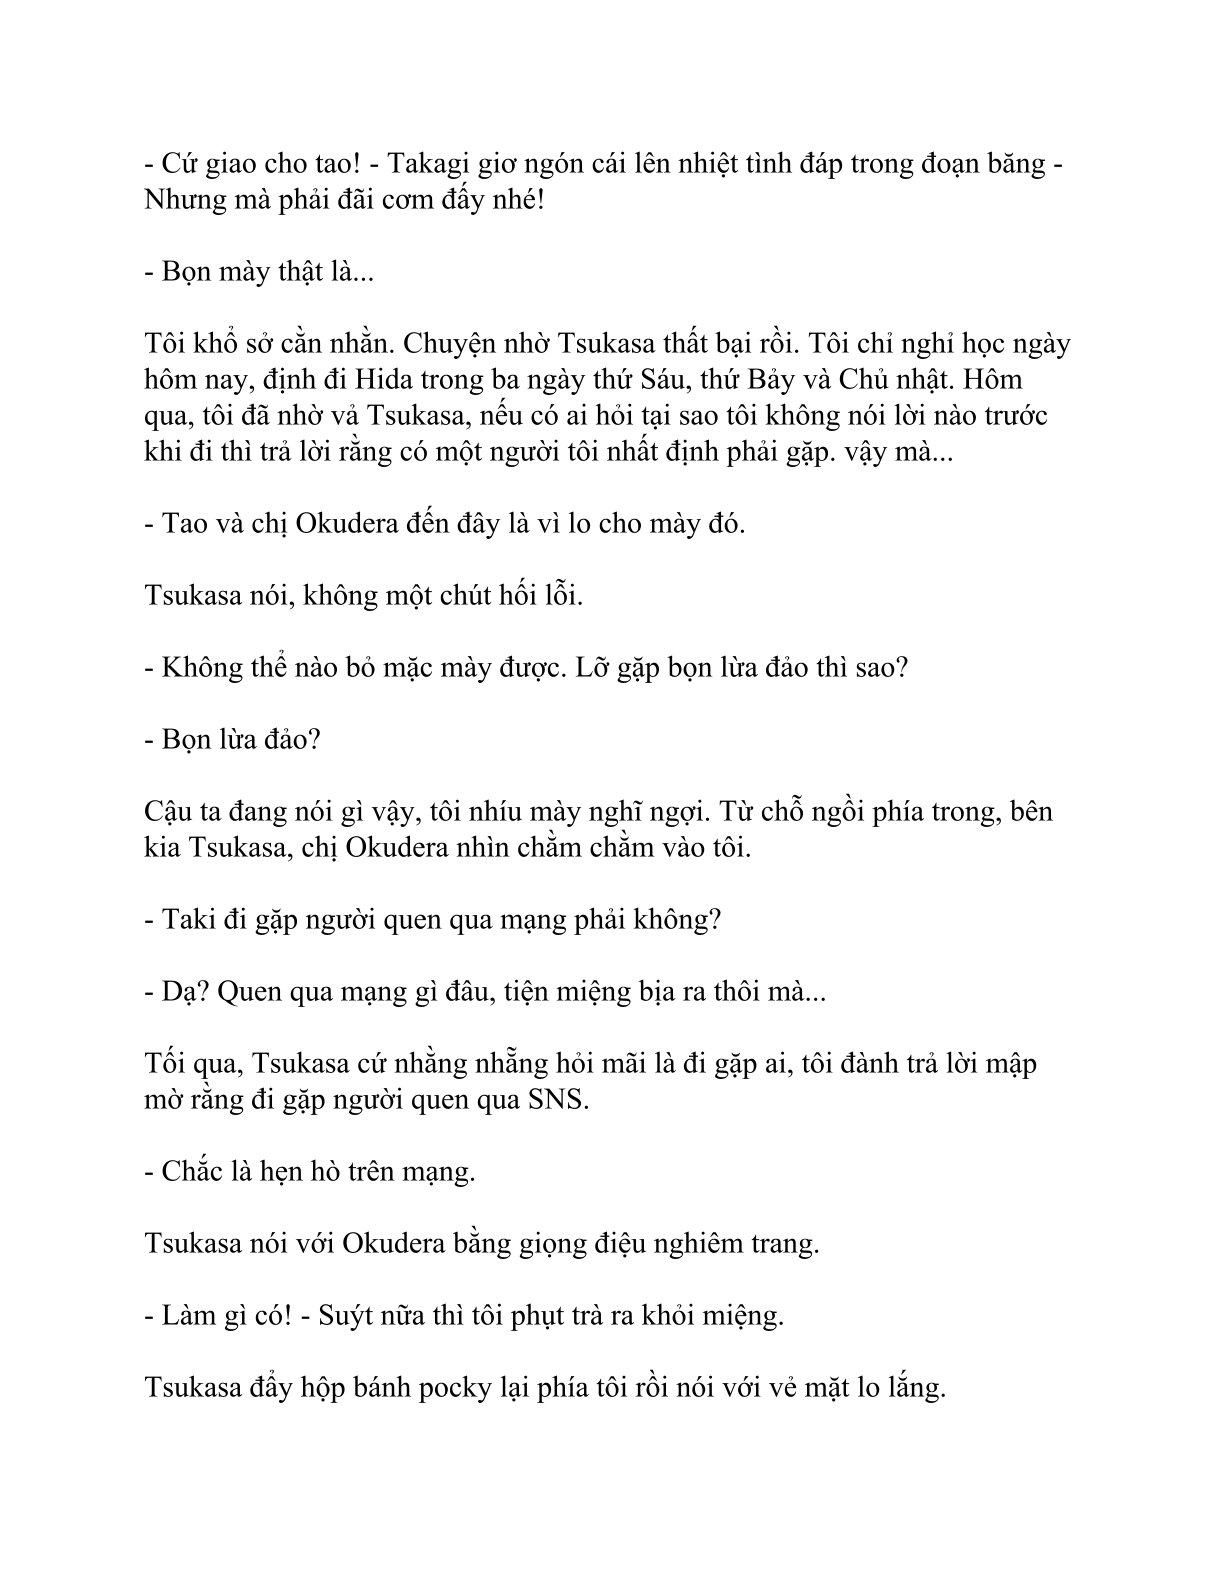 - Cứ giao cho tao! - Takagi giơ ngón cái lên nhiệt tình đáp trong đoạn băng -
Nhưng mà phải đãi cơm đấy nhé!
- Bọn mày thật là...
Tôi khổ sở cằn nhằn. Chuyện nhờ Tsukasa thất bại rồi. Tôi chỉ nghỉ học ngày
hôm nay, định đi Hida trong ba ngày thứ Sáu, thứ Bảy và Chủ nhật. Hôm
qua, tôi đã nhờ vả Tsukasa, nếu có ai hỏi tại sao tôi không nói lời nào trước
khi đi thì trả lời rằng có một người tôi nhất định phải gặp. vậy mà...
- Tao và chị Okudera đến đây là vì lo cho mày đó.
Tsukasa nói, không một chút hối lỗi.
- Không thể nào bỏ mặc mày được. Lỡ gặp bọn lừa đảo thì sao?
- Bọn lừa đảo?
Cậu ta đang nói gì vậy, tôi nhíu mày nghĩ ngợi. Từ chỗ ngồi phía trong, bên
kia Tsukasa, chị Okudera nhìn chằm chằm vào tôi.
- Taki đi gặp người quen qua mạng phải không?
- Dạ? Quen qua mạng gì đâu, tiện miệng bịa ra thôi mà...
Tối qua, Tsukasa cứ nhằng nhẵng hỏi mãi là đi gặp ai, tôi đành trả lời mập
mờ rằng đi gặp người quen qua SNS.
- Chắc là hẹn hò trên mạng.
Tsukasa nói với Okudera bằng giọng điệu nghiêm trang.
- Làm gì có! - Suýt nữa thì tôi phụt trà ra khỏi miệng.
Tsukasa đẩy hộp bánh pocky lại phía tôi rồi nói với vẻ mặt lo lắng.